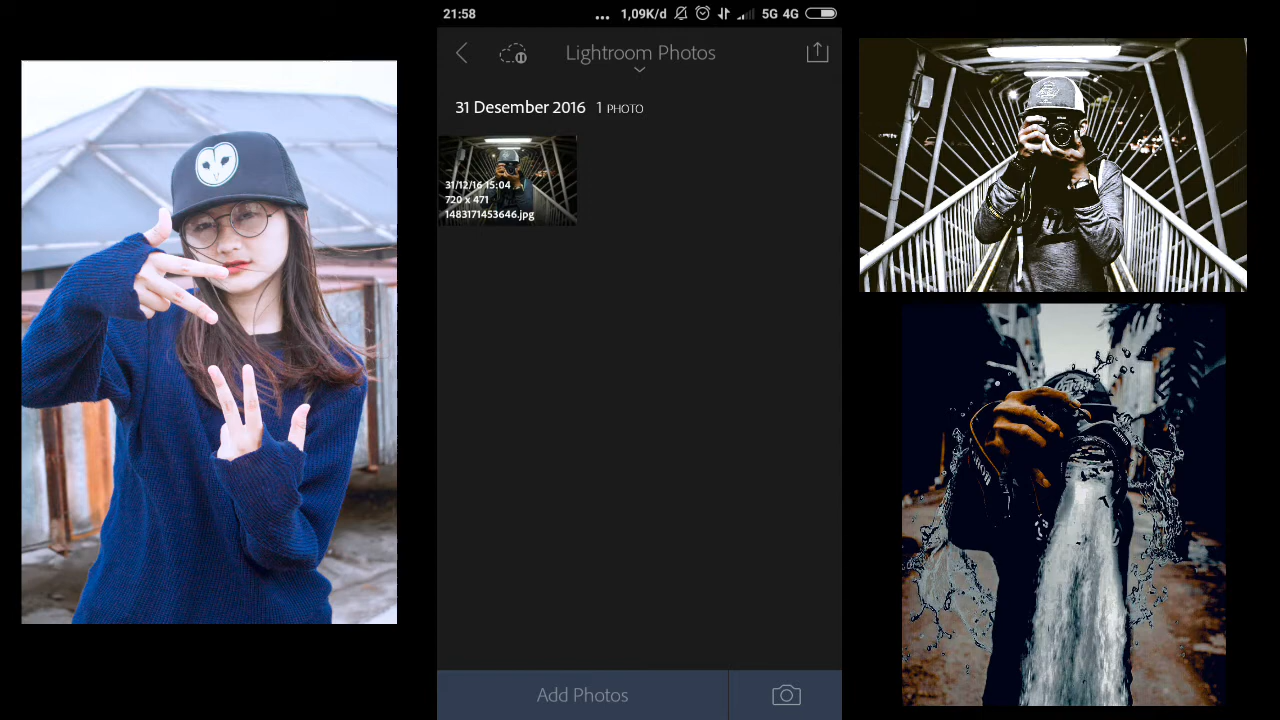 21:58 ... 1,09K/d 5G 4G
Lightroom Photos
31 Desember 2016 1 PHOTO
31/12/16 15:04
720 x 471
1483171453646.jpg
Add Photos
Canon